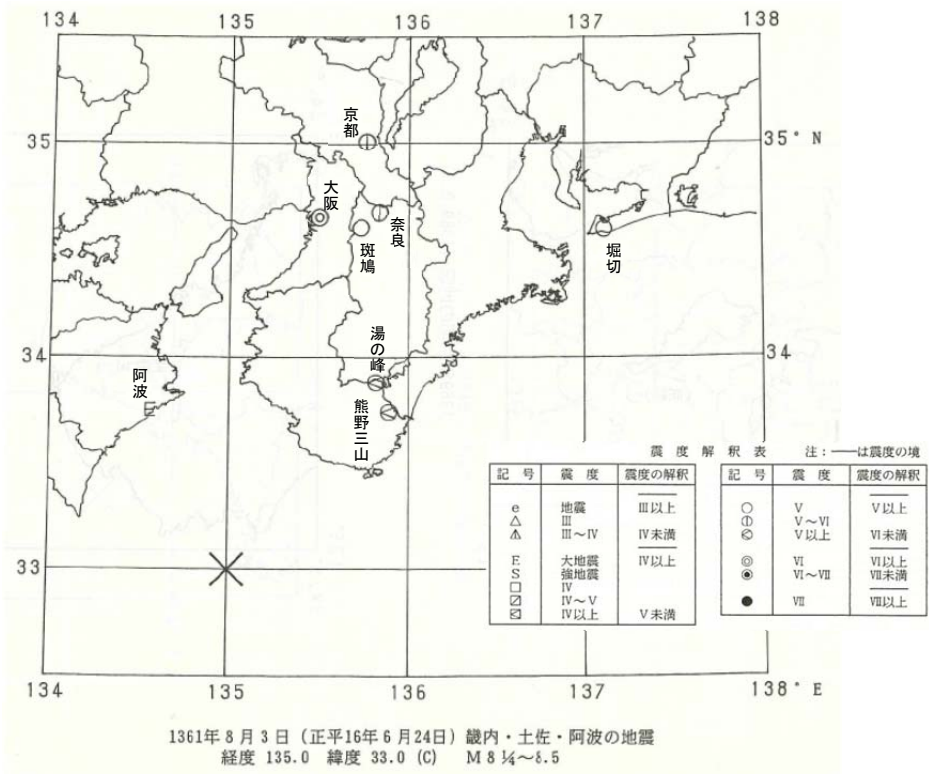 134 135 136 137 138
京都
35 35°N
大阪
奈良
斑鳩
堀切
湯の峰
34 34
阿波
熊野三山
震度解釈表 注：――は震度の境
記号 震度 震度の解釈
e 地震 Ⅲ以上
△ Ⅲ
Ⅲ～Ⅳ Ⅳ未満
E 大地震 Ⅳ以上
S 強地震
□ Ⅳ
Ⅳ～Ⅴ
Ⅳ以上 Ⅴ未満
記号 震度 震度の解釈
○ Ⅴ Ⅴ以上
Ⅴ～Ⅵ
Ⅴ以上 Ⅵ未満
◎ Ⅵ Ⅵ以上
Ⅵ～Ⅶ Ⅶ未満
● Ⅶ Ⅶ以上
33
134 135 136 137 138°E
1361年8月3日（正平16年6月24日）畿内・土佐・阿波の地震
経度 135.0 緯度 33.0 (C) M 8¼～8.5